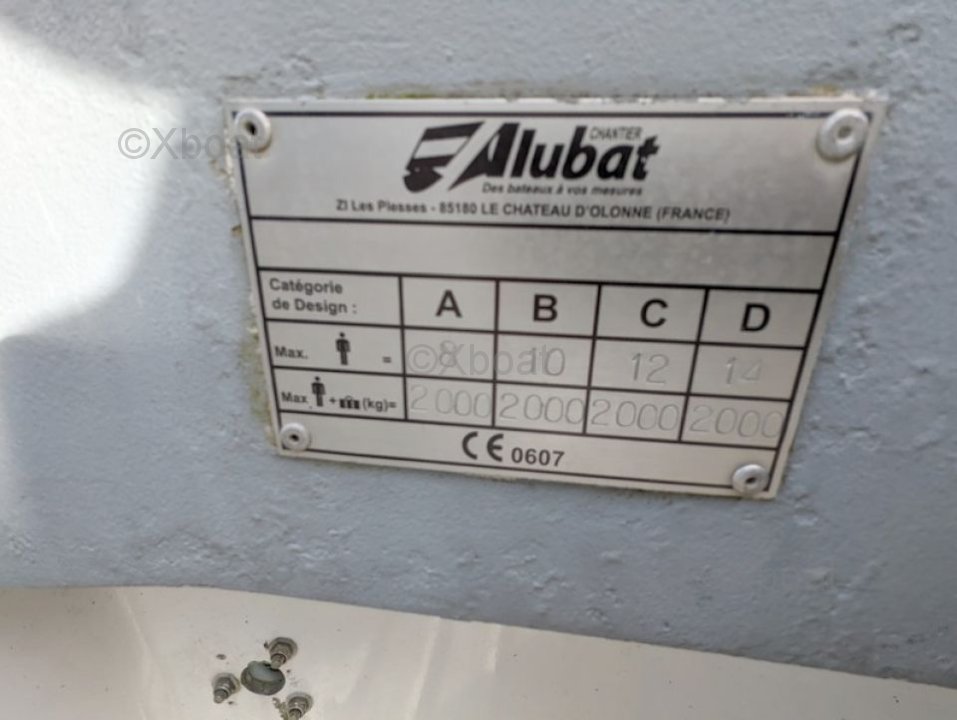 CHANTIER
Alubat
Des bateaux à vos mesures
ZI Les Plesses - 85180 LE CHATEAU D'OLONNE (FRANCE)
Catégorie de Design : A B C D
Max. = 8 10 12 14
Max. + (kg)= 2000 2000 2000 2000
CE 0607
©Xboat
©Xboat